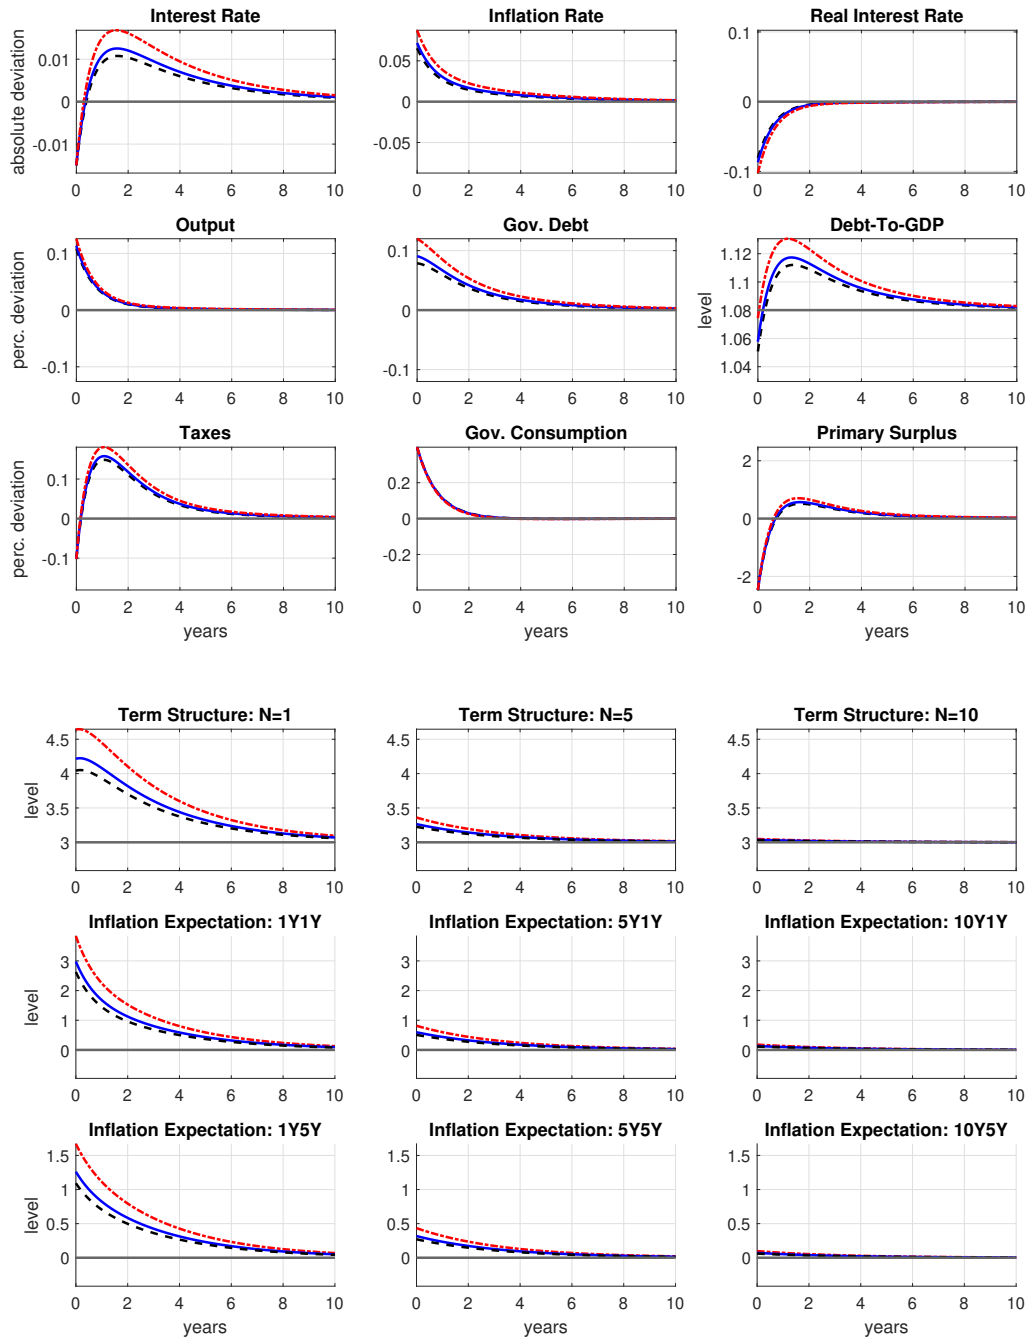 Interest Rate
Inflation Rate
Real Interest Rate
absolute deviation
0.01
0
-0.01
0 2 4 6 8 10
0.05
0
-0.05
0 2 4 6 8 10
0.1
0
-0.1
0 2 4 6 8 10
Output
Gov. Debt
Debt-To-GDP
perc. deviation
0.1
0
-0.1
0 2 4 6 8 10
0.1
0
-0.1
0 2 4 6 8 10
level
1.12
1.1
1.08
1.06
1.04
0 2 4 6 8 10
Taxes
Gov. Consumption
Primary Surplus
perc. deviation
0.1
0
-0.1
0 2 4 6 8 10
years
0.2
0
-0.2
0 2 4 6 8 10
years
2
0
-2
0 2 4 6 8 10
years
Term Structure: N=1
Term Structure: N=5
Term Structure: N=10
level
4.5
4
3.5
3
0 2 4 6 8 10
4.5
4
3.5
3
0 2 4 6 8 10
4.5
4
3.5
3
0 2 4 6 8 10
Inflation Expectation: 1Y1Y
Inflation Expectation: 5Y1Y
Inflation Expectation: 10Y1Y
level
3
2
1
0
0 2 4 6 8 10
3
2
1
0
0 2 4 6 8 10
3
2
1
0
0 2 4 6 8 10
Inflation Expectation: 1Y5Y
Inflation Expectation: 5Y5Y
Inflation Expectation: 10Y5Y
level
1.5
1
0.5
0
0 2 4 6 8 10
years
1.5
1
0.5
0
0 2 4 6 8 10
years
1.5
1
0.5
0
0 2 4 6 8 10
years